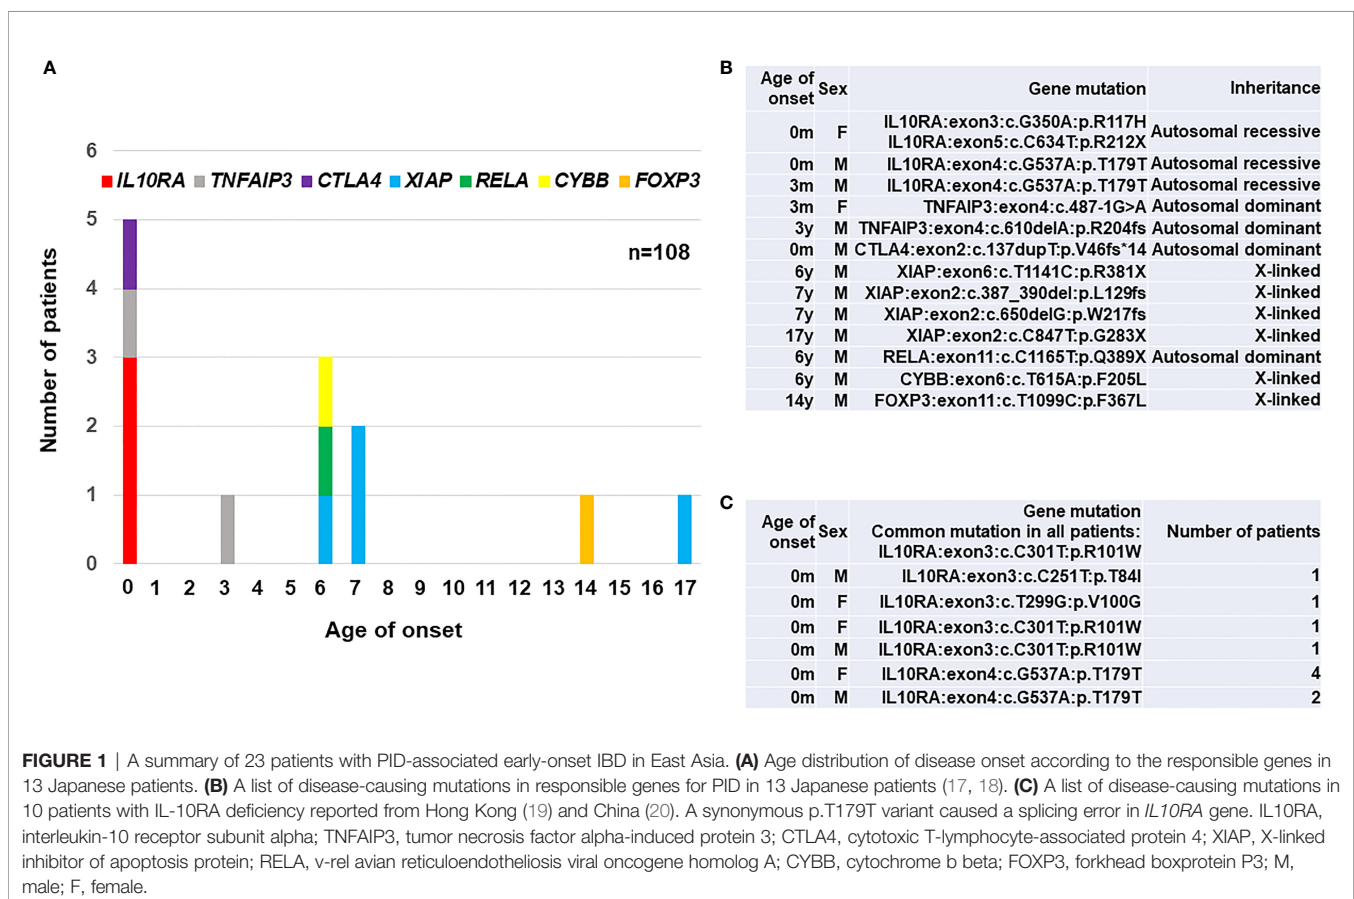 A
6
IL10RA TNFAIP3 CTLA4 XIAP RELA CYBB FOXP3
5
n=108
4
3
2
1
0
Number of patients
0 1 2 3 4 5 6 7 8 9 10 11 12 13 14 15 16 17
Age of onset
B
Age of onset Sex Gene mutation Inheritance
0m F IL10RA:exon3:c.G350A:p.R117H
IL10RA:exon5:c.C634T:p.R212X Autosomal recessive
0m M IL10RA:exon4:c.G537A:p.T179T Autosomal recessive
3m M IL10RA:exon4:c.G537A:p.T179T Autosomal recessive
3m F TNFAIP3:exon4:c.487-1G>A Autosomal dominant
3y M TNFAIP3:exon4:c.610delA:p.R204fs Autosomal dominant
0m M CTLA4:exon2:c.137dupT:p.V46fs*14 Autosomal dominant
6y M XIAP:exon6:c.T1141C:p.R381X X-linked
7y M XIAP:exon2:c.387_390del:p.L129fs X-linked
7y M XIAP:exon2:c.650delG:p.W217fs X-linked
17y M XIAP:exon2:c.C847T:p.G283X X-linked
6y M RELA:exon11:c.C1165T:p.Q389X Autosomal dominant
6y M CYBB:exon6:c.T615A:p.F205L X-linked
14y M FOXP3:exon11:c.T1099C:p.F367L X-linked
C
Age of onset Sex Gene mutation
Common mutation in all patients:
IL10RA:exon3:c.C301T:p.R101W Number of patients
0m M IL10RA:exon3:c.C251T:p.T84I 1
0m F IL10RA:exon3:c.T299G:p.V100G 1
0m F IL10RA:exon3:c.C301T:p.R101W 1
0m M IL10RA:exon3:c.C301T:p.R101W 1
0m F IL10RA:exon4:c.G537A:p.T179T 4
0m M IL10RA:exon4:c.G537A:p.T179T 2
FIGURE 1 | A summary of 23 patients with PID-associated early-onset IBD in East Asia. (A) Age distribution of disease onset according to the responsible genes in
13 Japanese patients. (B) A list of disease-causing mutations in responsible genes for PID in 13 Japanese patients (17, 18). (C) A list of disease-causing mutations in
10 patients with IL-10RA deficiency reported from Hong Kong (19) and China (20). A synonymous p.T179T variant caused a splicing error in IL10RA gene. IL10RA,
interleukin-10 receptor subunit alpha; TNFAIP3, tumor necrosis factor alpha-induced protein 3; CTLA4, cytotoxic T-lymphocyte-associated protein 4; XIAP, X-linked
inhibitor of apoptosis protein; RELA, v-rel avian reticuloendotheliosis viral oncogene homolog A; CYBB, cytochrome b beta; FOXP3, forkhead boxprotein P3; M,
male; F, female.